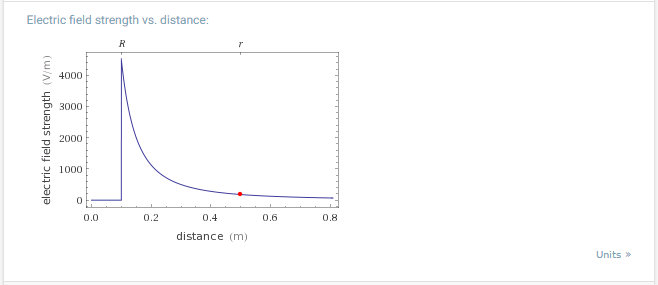 Electric field strength vs. distance:
R r
electric field strength (V/m)
4000
3000
2000
1000
0
0.0 0.2 0.4 0.6 0.8
distance (m)
Units »